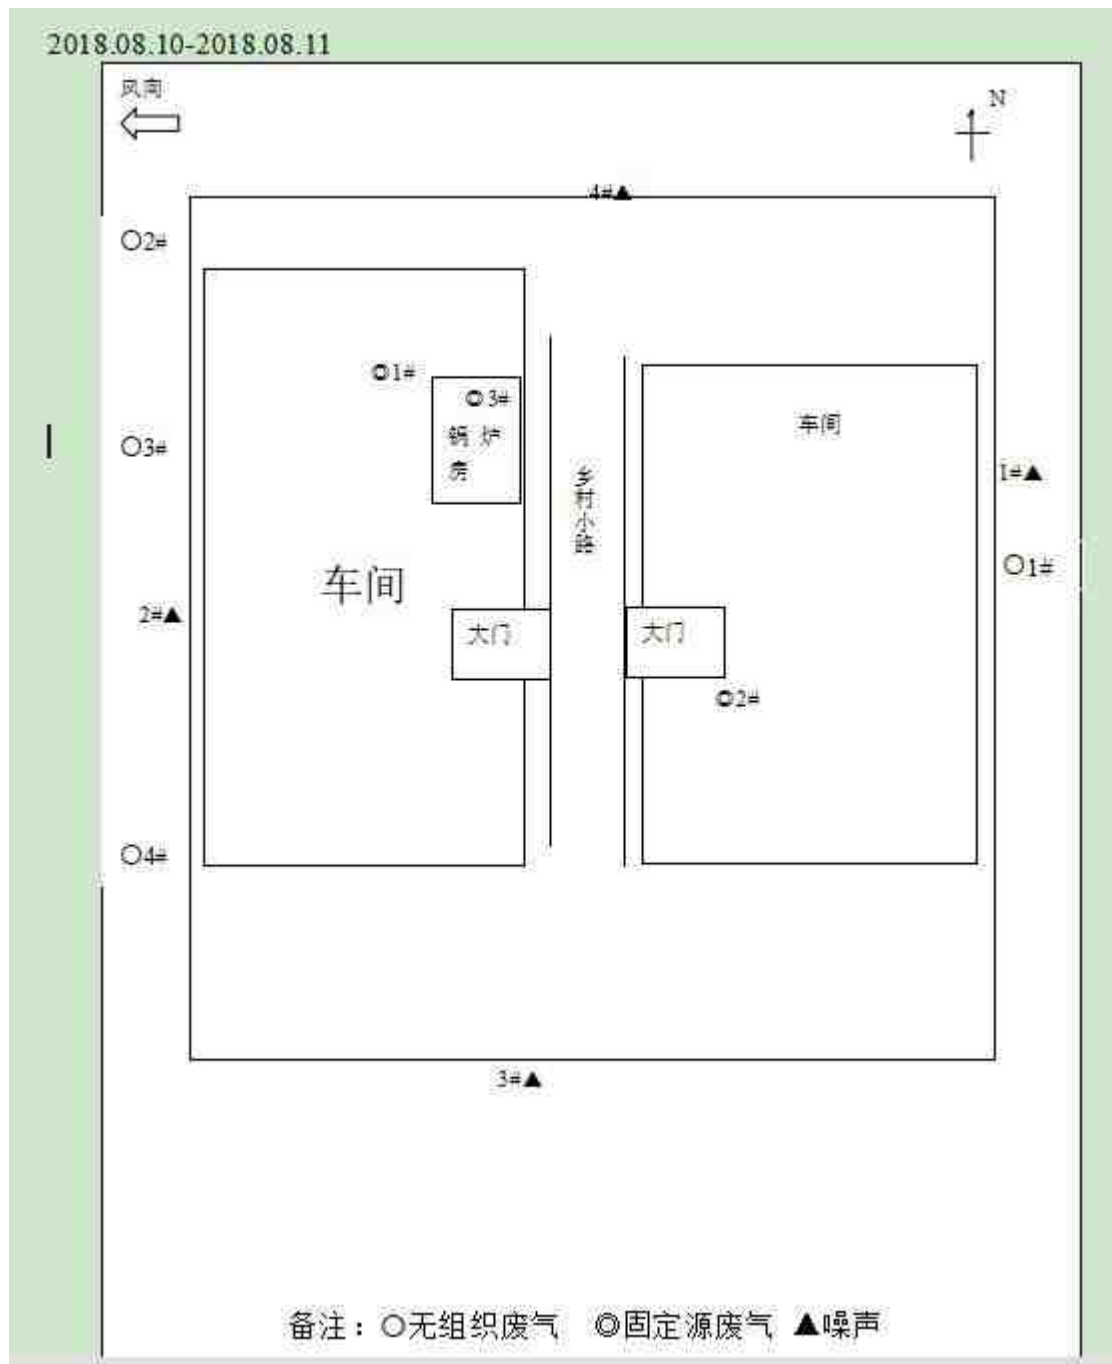 2018.08.10-2018.08.11
风向
N
4#▲
○2#
◎1#
◎3#
锅 炉
房
车间
○3#
1#▲
乡村小路
○1#
车间
2#▲
大门
大门
◎2#
○4#
3#▲
备注：○无组织废气 ◎固定源废气 ▲噪声